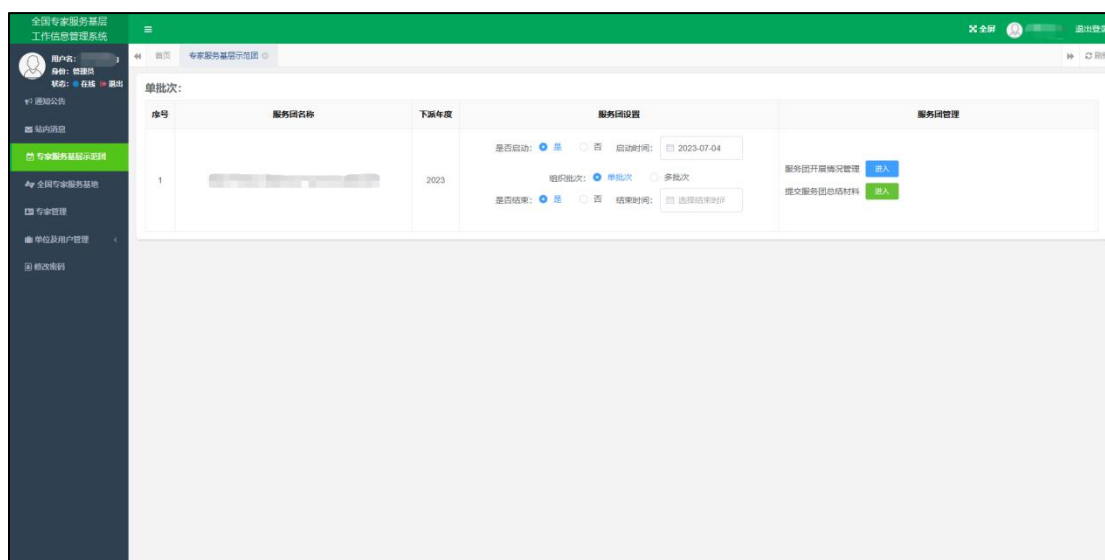 全国专家服务基层
工作信息管理系统
全屏
退出登录
用户名:
身份: 管理员
状态: 在线 退出
首页 专家服务基层示范团
通知公告
站内消息
专家服务基层示范团
全国专家服务基地
专家管理
单位及用户管理
修改密码
单批次:
序号 服务团名称 下派年度 服务团设置 服务团管理
1 2023
是否启动: 是 否 启动时间: 2023-07-04
组织批次: 单批次 多批次
是否结束: 是 否 结束时间: 选择结束时间
服务团开展情况管理 进入
提交服务团总结材料 进入